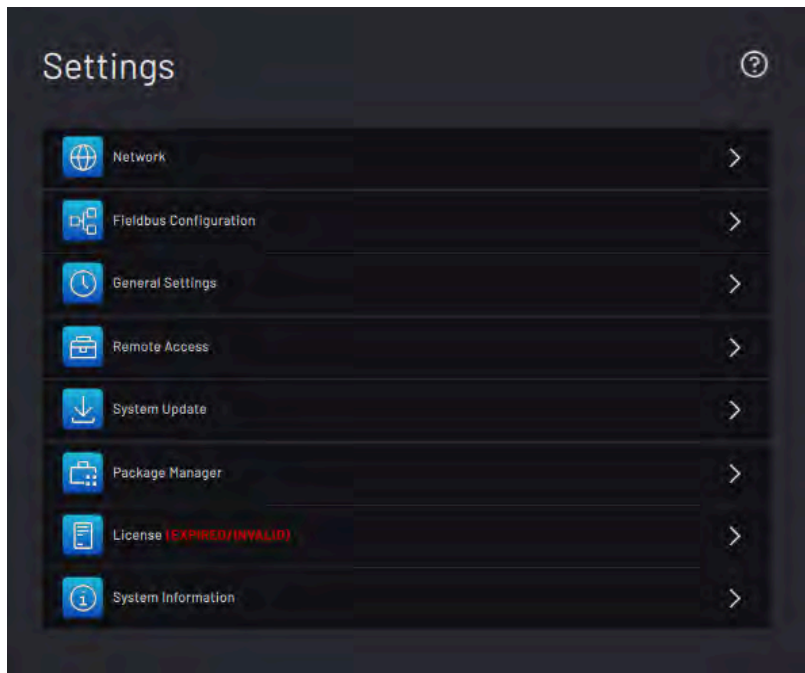 Settings
Network
Fieldbus Configuration
General Settings
Remote Access
System Update
Package Manager
License (EXPIRED/INVALID)
System Information